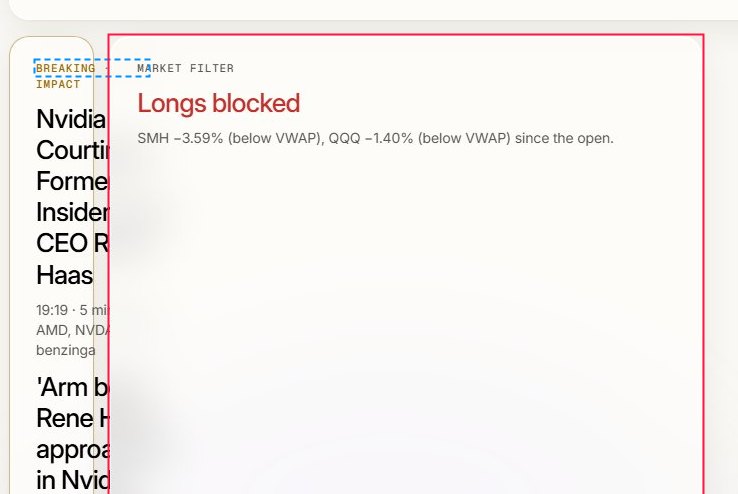 BREAKING ·
IMPACT
Nvidia
Courtin
Forme
Insider
CEO R
Haas
19:19 · 5 mi
AMD, NVDA
benzinga
'Arm b
Rene H
approa
in Nvid
MARKET FILTER
Longs blocked
SMH −3.59% (below VWAP), QQQ −1.40% (below VWAP) since the open.